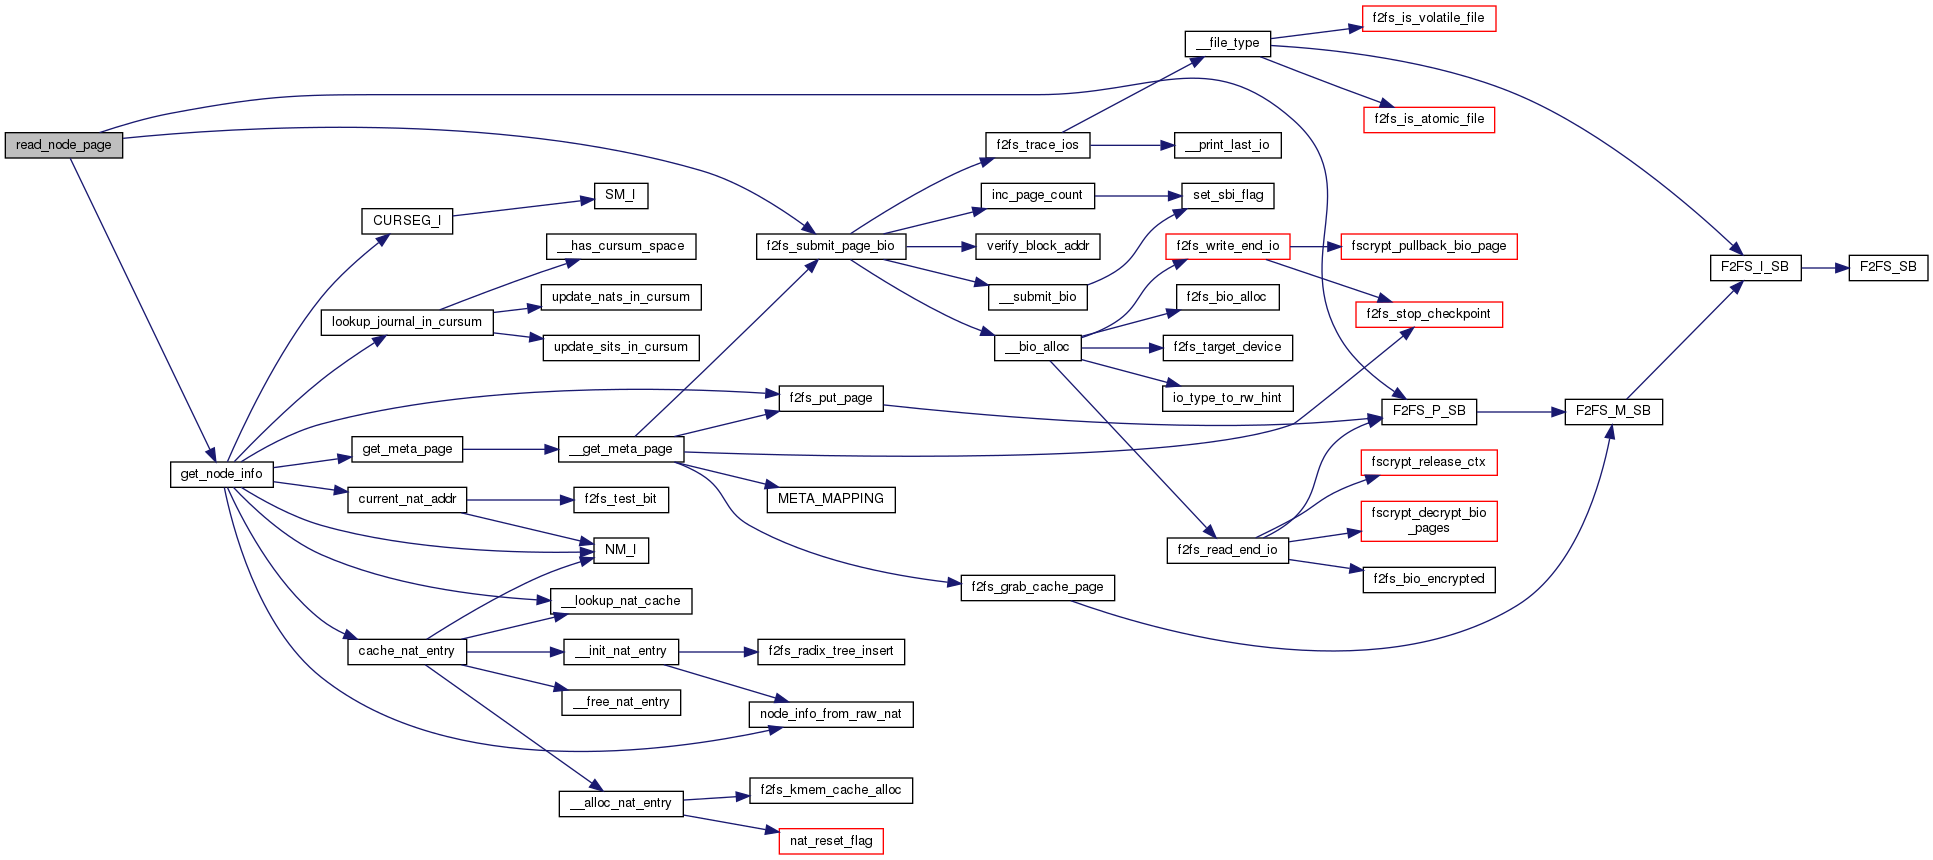 read_node_page
get_node_info
CURSEG_I
SM_I
lookup_journal_in_cursum
__has_cursum_space
update_nats_in_cursum
update_sits_in_cursum
get_meta_page
current_nat_addr
cache_nat_entry
__get_meta_page
f2fs_test_bit
NM_I
__lookup_nat_cache
__init_nat_entry
__free_nat_entry
__alloc_nat_entry
f2fs_submit_page_bio
f2fs_put_page
META_MAPPING
f2fs_radix_tree_insert
node_info_from_raw_nat
f2fs_kmem_cache_alloc
nat_reset_flag
f2fs_trace_ios
inc_page_count
verify_block_addr
__submit_bio
__bio_alloc
f2fs_grab_cache_page
__file_type
__print_last_io
set_sbi_flag
f2fs_write_end_io
f2fs_bio_alloc
f2fs_target_device
io_type_to_rw_hint
f2fs_read_end_io
f2fs_is_volatile_file
f2fs_is_atomic_file
fscrypt_pullback_bio_page
f2fs_stop_checkpoint
F2FS_P_SB
fscrypt_release_ctx
fscrypt_decrypt_bio
_pages
f2fs_bio_encrypted
F2FS_M_SB
F2FS_I_SB
F2FS_SB